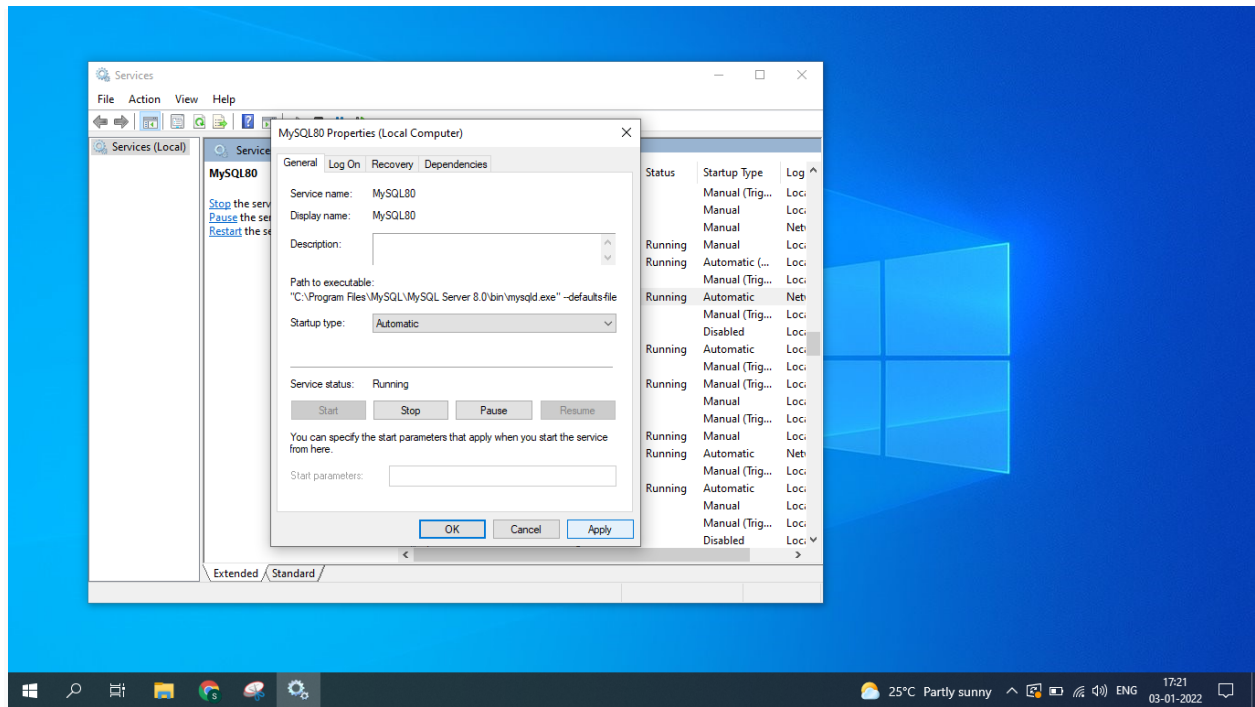 Services
File Action View Help
Services (Local)
Service
MySQL80
Stop the serv
Pause the ser
Restart the se
MySQL80 Properties (Local Computer)
General Log On Recovery Dependencies
Service name: MySQL80
Display name: MySQL80
Description:
Path to executable:
"C:\Program Files\MySQL\MySQL Server 8.0\bin\mysqld.exe" --defaults-file
Startup type: Automatic
Service status: Running
Start Stop Pause Resume
You can specify the start parameters that apply when you start the service
from here.
Start parameters:
OK Cancel Apply
Status Startup Type Log
Manual (Trig... Loca
Manual Loca
Manual Netw
Running Manual Loca
Running Automatic (... Loca
Manual (Trig... Loca
Running Automatic Netw
Manual (Trig... Loca
Disabled Loca
Running Automatic Loca
Manual (Trig... Loca
Running Manual (Trig... Loca
Manual Loca
Manual (Trig... Loca
Running Manual Loca
Running Automatic Netw
Manual (Trig... Loca
Running Automatic Loca
Manual Loca
Manual (Trig... Loca
Disabled Loca
Extended Standard
25°C Partly sunny ENG
17:21
03-01-2022